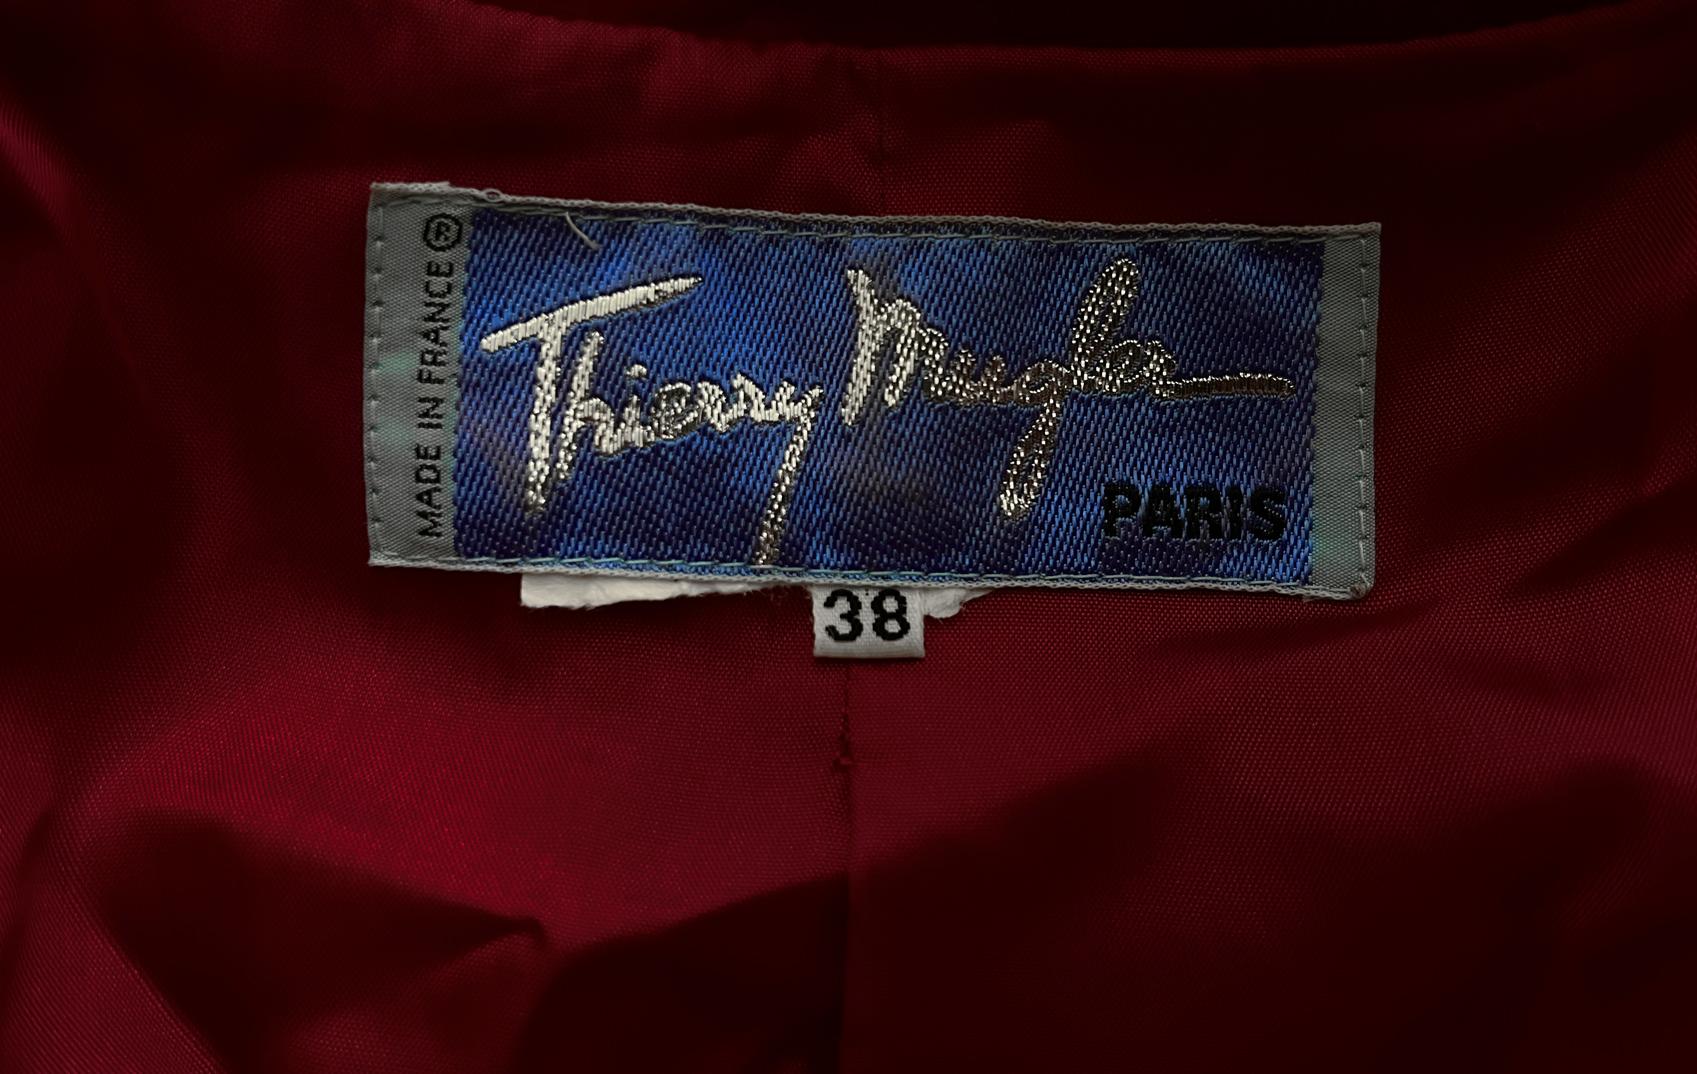 MADE IN FRANCE ®
Thierry Mugler
PARIS
38